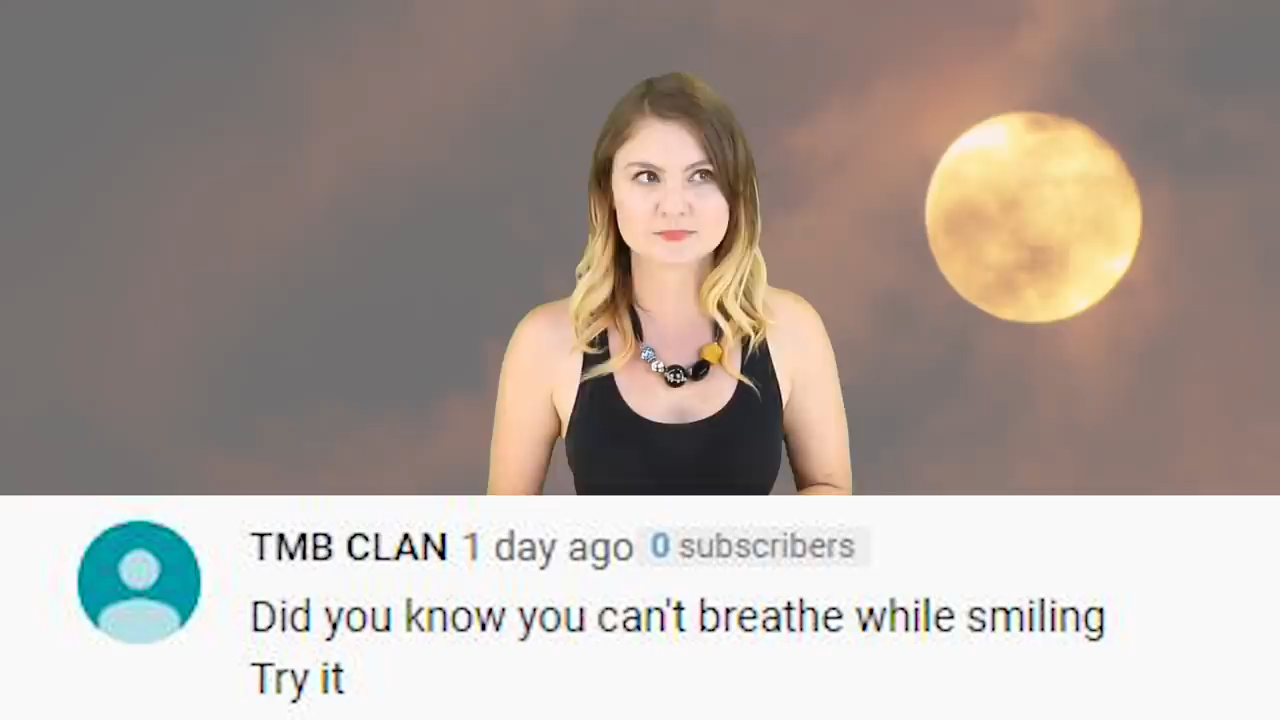 TMB CLAN 1 day ago 0 subscribers
Did you know you can't breathe while smiling
Try it